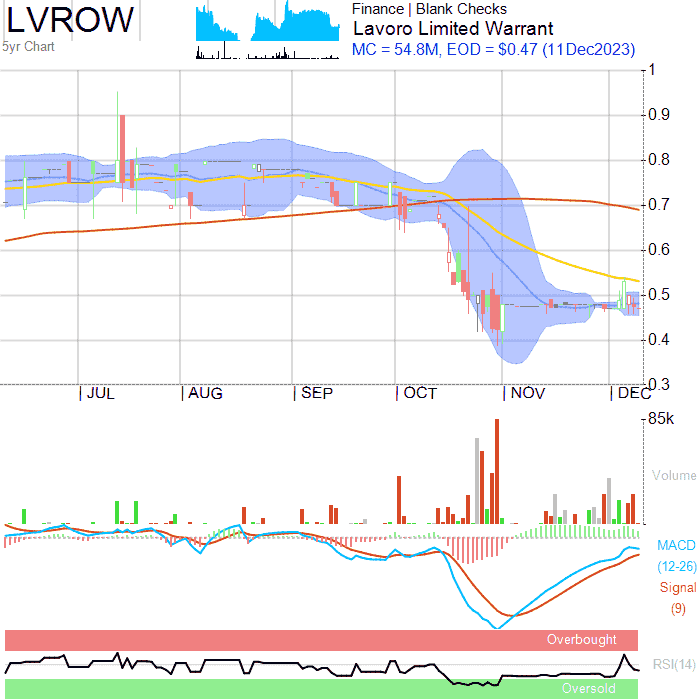 LVROW
5yr Chart
Finance | Blank Checks
Lavoro Limited Warrant
MC = 54.8M, EOD = $0.47 (11Dec2023)
1
0.9
0.8
0.7
0.6
0.5
0.4
0.3
JUL AUG SEP OCT NOV DEC
85k
Volume
MACD
(12-26)
Signal
(9)
Overbought
RSI(14)
Oversold